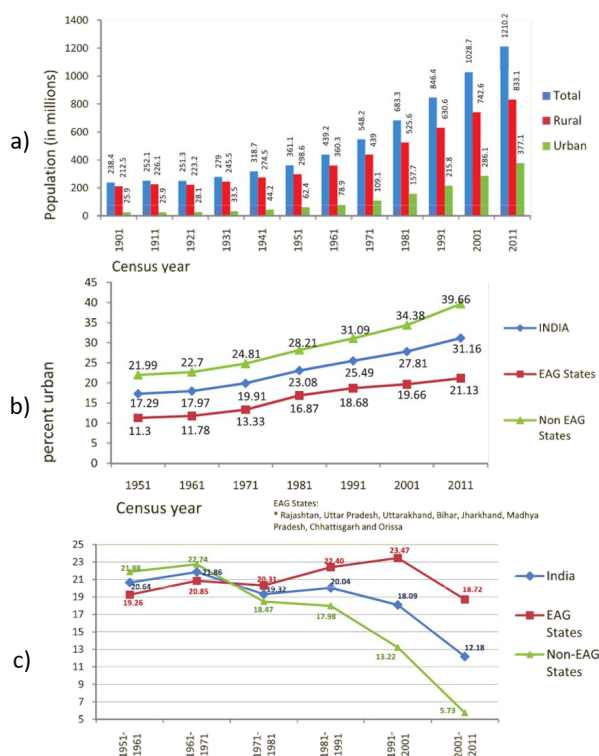 a)
Population (in millions)
1400
1200
1000
800
600
400
200
0
238.4 212.5 25.9
252.1 226.1 25.9
251.3 223.2 28.1
279 245.5 33.5
318.7 274.5 44.2
361.1 298.6 62.4
439.2 360.3 78.9
548.2 439 109.1
683.3 525.6 157.7
846.4 630.6 215.8
1028.7 742.6 286.1
1210.2 833.1 377.1
1901 1911 1921 1931 1941 1951 1961 1971 1981 1991 2001 2011
Census year
Total
Rural
Urban
b)
percent urban
45
40
35
30
25
20
15
10
5
0
21.99 22.7 24.81 28.21 31.09 34.38 39.66
17.29 17.97 19.91 23.08 25.49 27.81 31.16
11.3 11.78 13.33 16.87 18.68 19.66 21.13
1951 1961 1971 1981 1991 2001 2011
Census year
INDIA
EAG States
Non EAG
States
EAG States:
* Rajashtan, Uttar Pradesh, Uttarakhand, Bihar, Jharkhand, Madhya
Pradesh, Chhattisgarh and Orissa
c)
25
23
21
19
17
15
13
11
9
7
5
21.88 22.74 18.47 17.98 13.22 5.73
20.64 21.86 19.32 20.04 18.09 12.18
19.26 20.85 20.31 22.40 23.47 18.72
1951-
1961
1961-
1971
1971-
1981
1981-
1991
1991-
2001
2001-
2011
India
EAG
States
Non-EAG
States